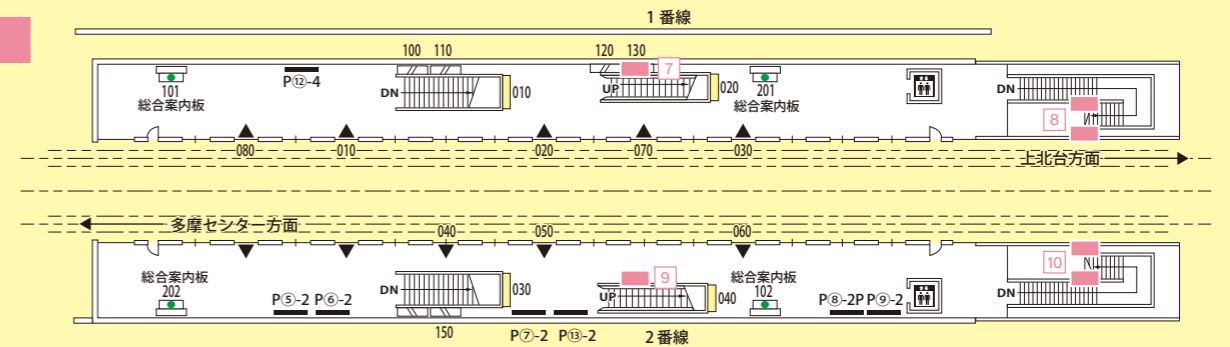 1 番線
100 110
120 130
7
P⑫-4
101
総合案内板
DN
010
UP
020
201
総合案内板
DN
8
080
010
020
070
030
上北台方面
多摩センター方面
040
050
060
総合案内板
202
P⑤-2 P⑥-2
DN
030
150
9
UP
040
総合案内板
102
P⑦-2 P⑬-2
P⑧-2P P⑨-2
10
DN
2 番線